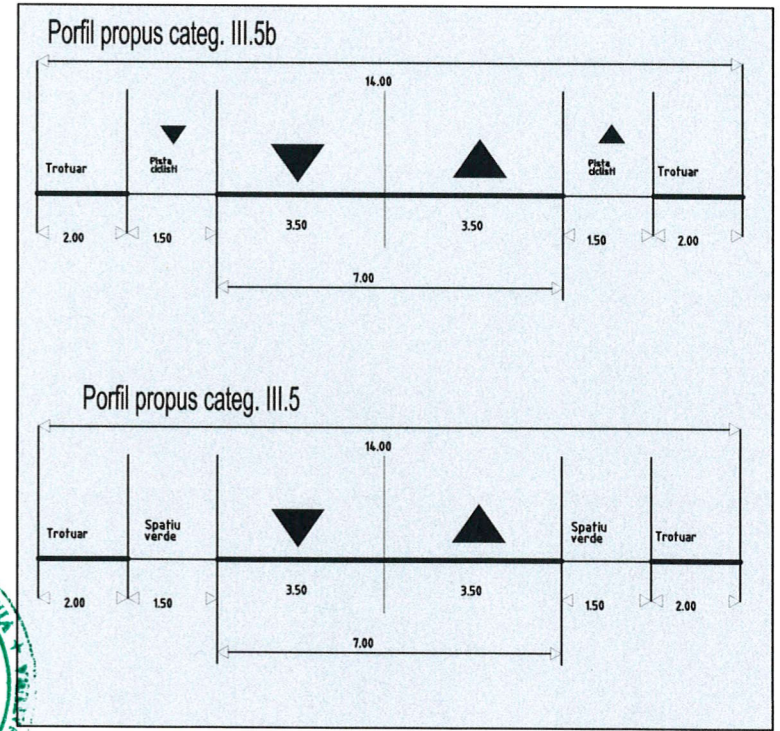 Porfil propus categ. III.5b
14.00
Trotuar
Pista
ciclisti
Pista
ciclisti
Trotuar
2.00
1.50
3.50
3.50
1.50
2.00
7.00
Porfil propus categ. III.5
14.00
Trotuar
Spatiu
verde
Spatiu
verde
Trotuar
2.00
1.50
3.50
3.50
1.50
2.00
7.00